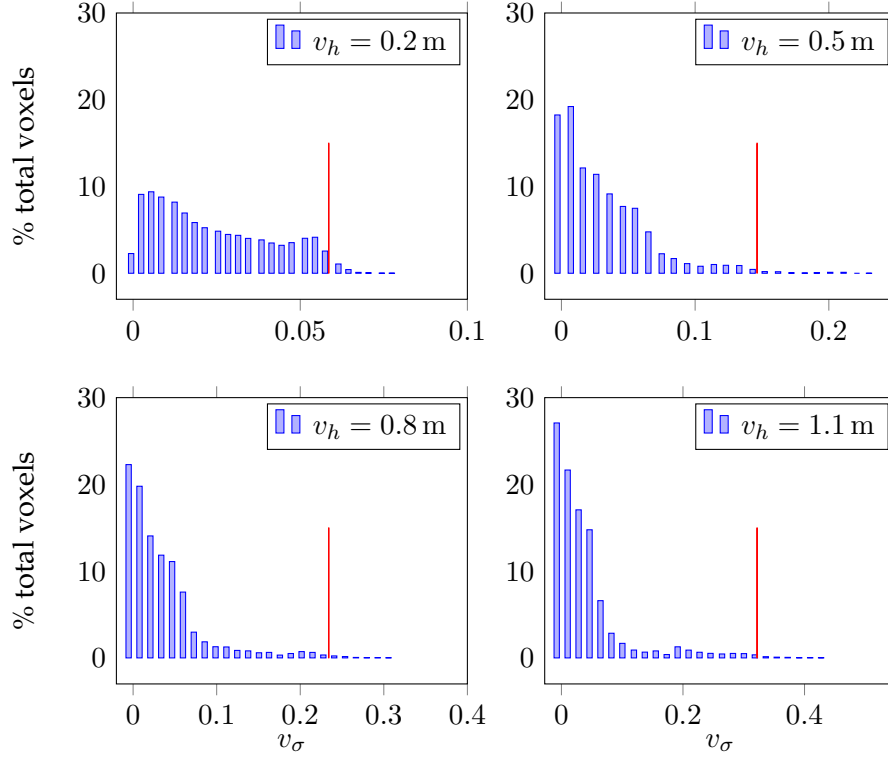 30
20
10
0
% total voxels
v_h = 0.2 m
0 0.05 0.1
30
20
10
0
v_h = 0.5 m
0 0.1 0.2
30
20
10
0
% total voxels
v_h = 0.8 m
0 0.1 0.2 0.3 0.4
v_σ
30
20
10
0
v_h = 1.1 m
0 0.2 0.4
v_σ